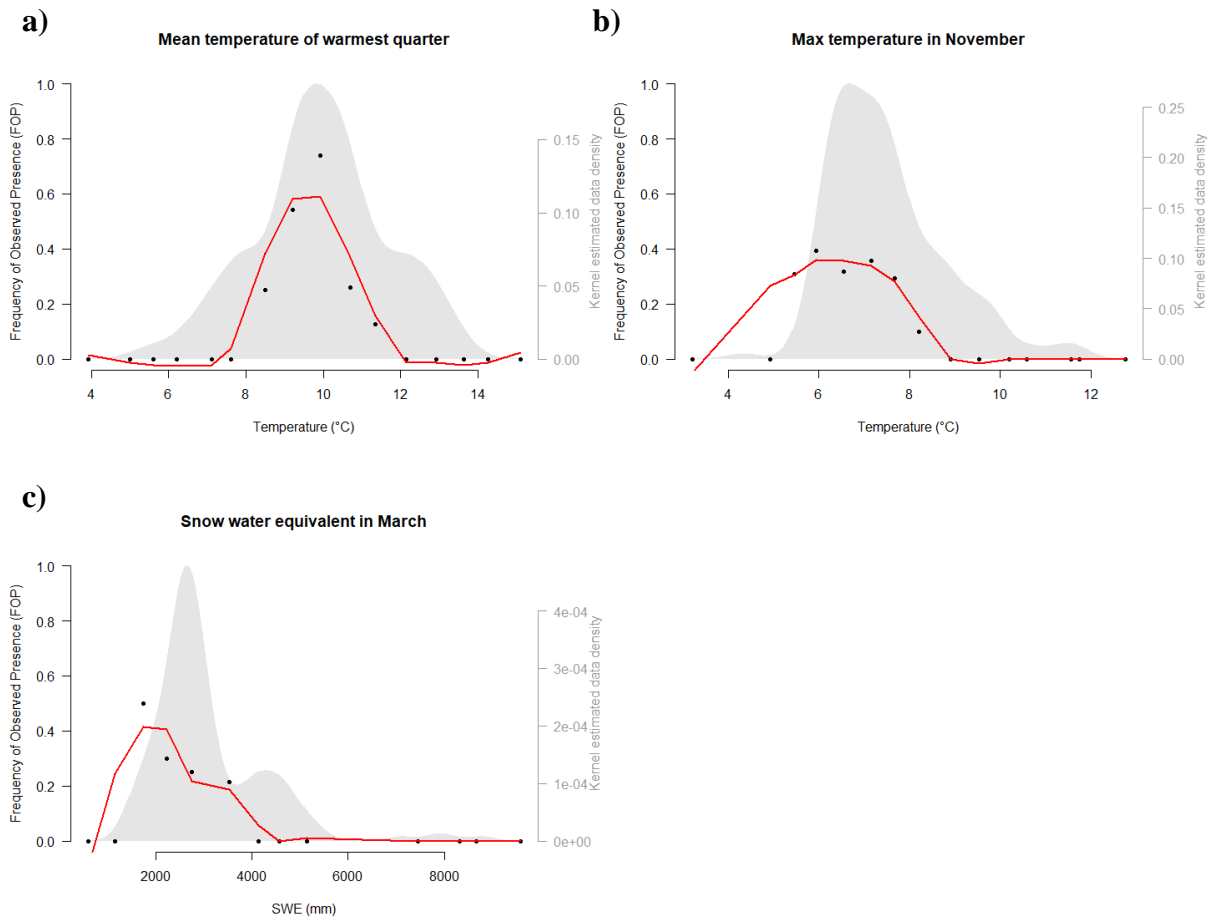 a)
Mean temperature of warmest quarter
Frequency of Observed Presence (FOP)
1.0
0.8
0.6
0.4
0.2
0.0
0.15
0.10
0.05
0.00
Kernel estimated data density
4 6 8 10 12 14
Temperature (°C)
b)
Max temperature in November
Frequency of Observed Presence (FOP)
1.0
0.8
0.6
0.4
0.2
0.0
0.25
0.20
0.15
0.10
0.05
0.00
Kernel estimated data density
4 6 8 10 12
Temperature (°C)
c)
Snow water equivalent in March
Frequency of Observed Presence (FOP)
1.0
0.8
0.6
0.4
0.2
0.0
4e-04
3e-04
2e-04
1e-04
0e+00
Kernel estimated data density
2000 4000 6000 8000
SWE (mm)